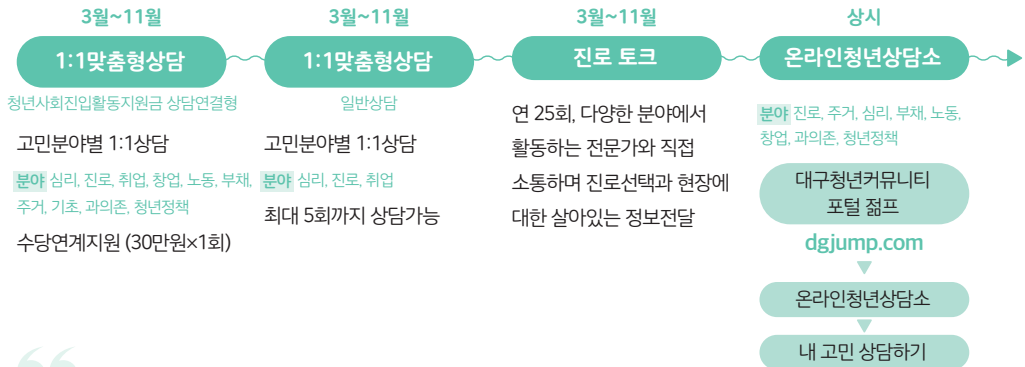 3월~11월
1:1맞춤형상담
청년사회진입활동지원금 상담연결형
고민분야별 1:1상담
분야 심리, 진로, 취업, 창업, 노동, 부채,
주거, 기초, 과의존, 청년정책
수당연계지원 (30만원×1회)
3월~11월
1:1맞춤형상담
일반상담
고민분야별 1:1상담
분야 심리, 진로, 취업
최대 5회까지 상담가능
3월~11월
진로 토크
연 25회, 다양한 분야에서
활동하는 전문가와 직접
소통하며 진로선택과 현장에
대한 살아있는 정보전달
상시
온라인청년상담소
분야 진로, 주거, 심리, 부채, 노동,
창업, 과의존, 청년정책
대구청년커뮤니티
포털 젊프
dgjump.com
온라인청년상담소
내 고민 상담하기
“